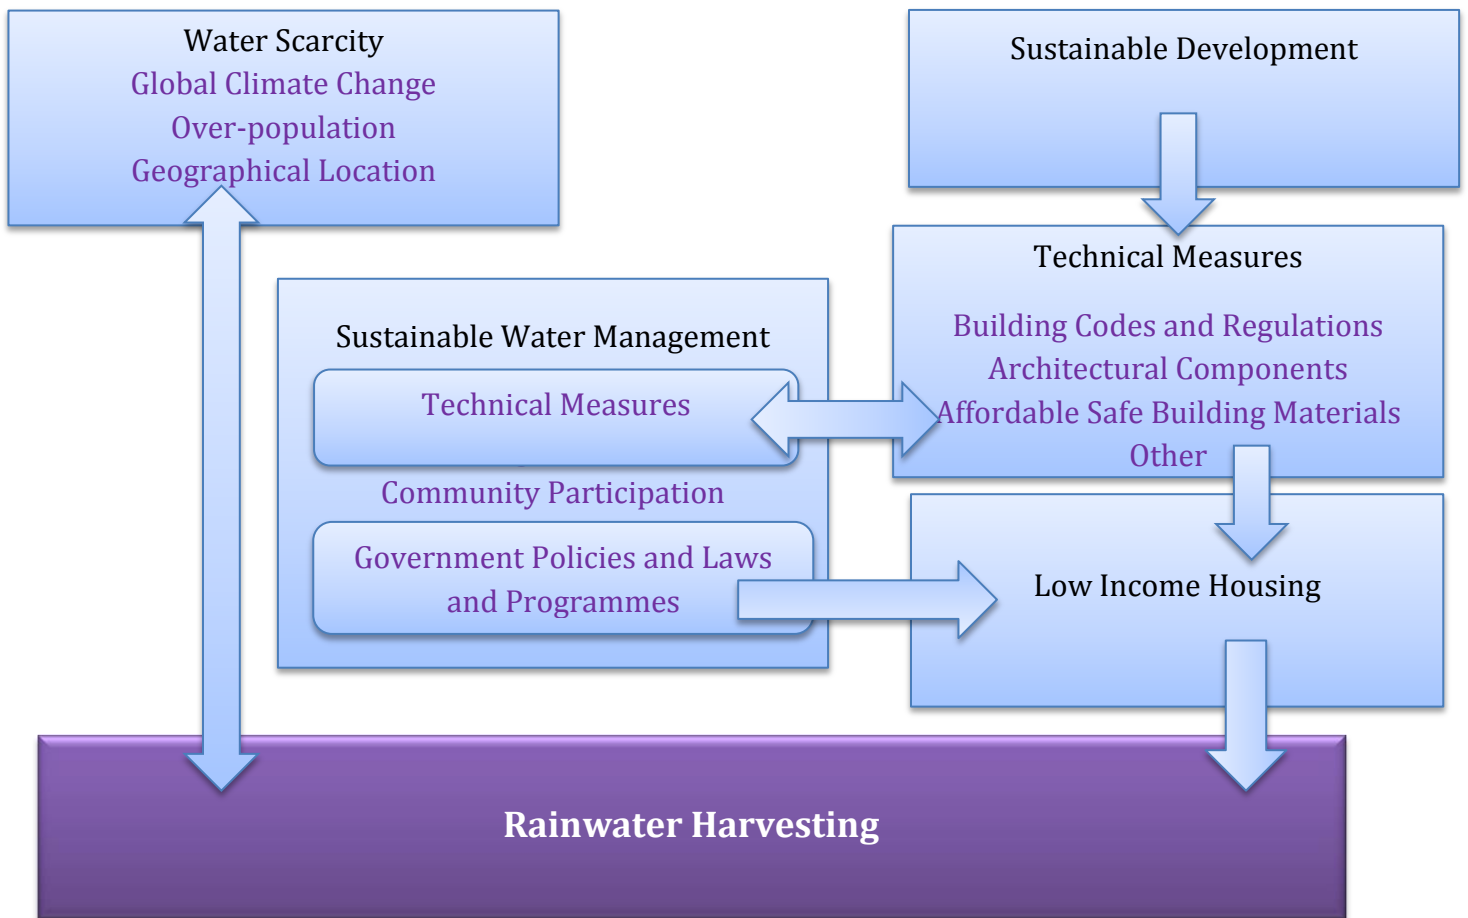 Water Scarcity
Global Climate Change
Over-population
Geographical Location
Sustainable Development
Technical Measures
Building Codes and Regulations
Architectural Components
Affordable Safe Building Materials
Other
Sustainable Water Management
Technical Measures
Community Participation
Government Policies and Laws
and Programmes
Low Income Housing
Rainwater Harvesting